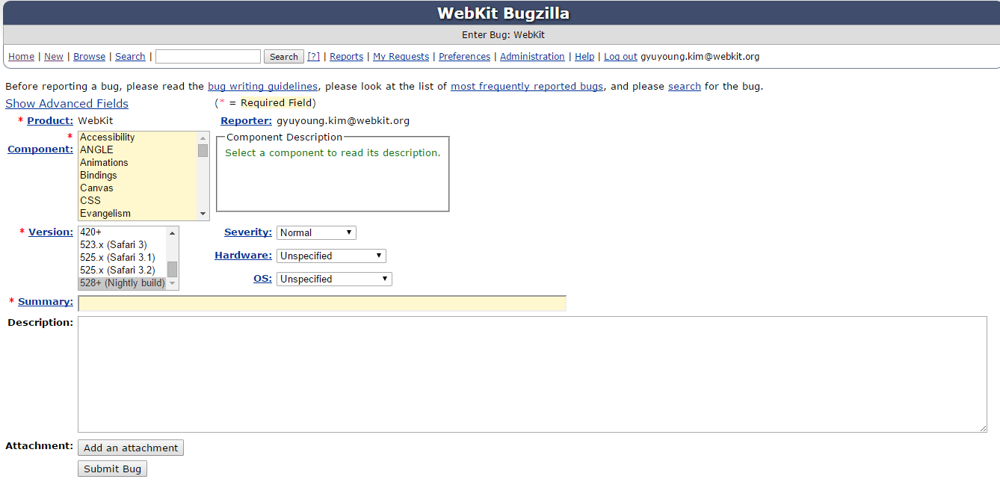 WebKit Bugzilla
Enter Bug: WebKit
Home | New | Browse | Search | Search [?] | Reports | My Requests | Preferences | Administration | Help | Log out gyuyoung.kim@webkit.org
Before reporting a bug, please read the bug writing guidelines, please look at the list of most frequently reported bugs, and please search for the bug.
Show Advanced Fields (* = Required Field)
* Product: WebKit Reporter: gyuyoung.kim@webkit.org
* Component:
Accessibility
ANGLE
Animations
Bindings
Canvas
CSS
Evangelism
Component Description
Select a component to read its description.
* Version:
420+
523.x (Safari 3)
525.x (Safari 3.1)
525.x (Safari 3.2)
528+ (Nightly build)
Severity: Normal
Hardware: Unspecified
OS: Unspecified
* Summary:
Description:
Attachment: Add an attachment
Submit Bug